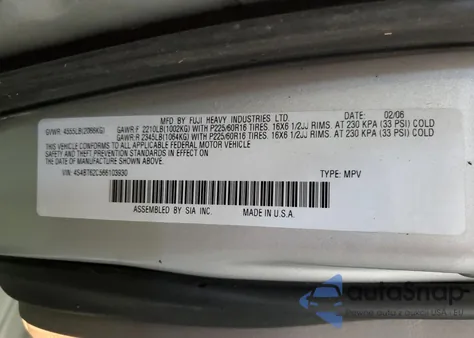 MFD. BY FUJI HEAVY INDUSTRIES LTD. 02/06
GVWR: 4555LB(2066KG) GAWR:F 2210LB(1002KG) WITH P225/60R16 TIRES. 16X6 1/2JJ RIMS. AT 230 KPA (33 PSI) COLD
GAWR:R 2345LB(1064KG) WITH P225/60R16 TIRES. 16X6 1/2JJ RIMS. AT 230 KPA (33 PSI) COLD
THIS VEHICLE CONFORMS TO ALL APPLICABLE FEDERAL MOTOR VEHICLE
SAFETY AND THEFT PREVENTION STANDARDS IN EFFECT ON
THE DATE OF MANUFACTURE SHOWN ABOVE.
VIN: 4S4BT62C966103930 TYPE: MPV
ASSEMBLED BY SIA INC. MADE IN U.S.A.
autoSnap